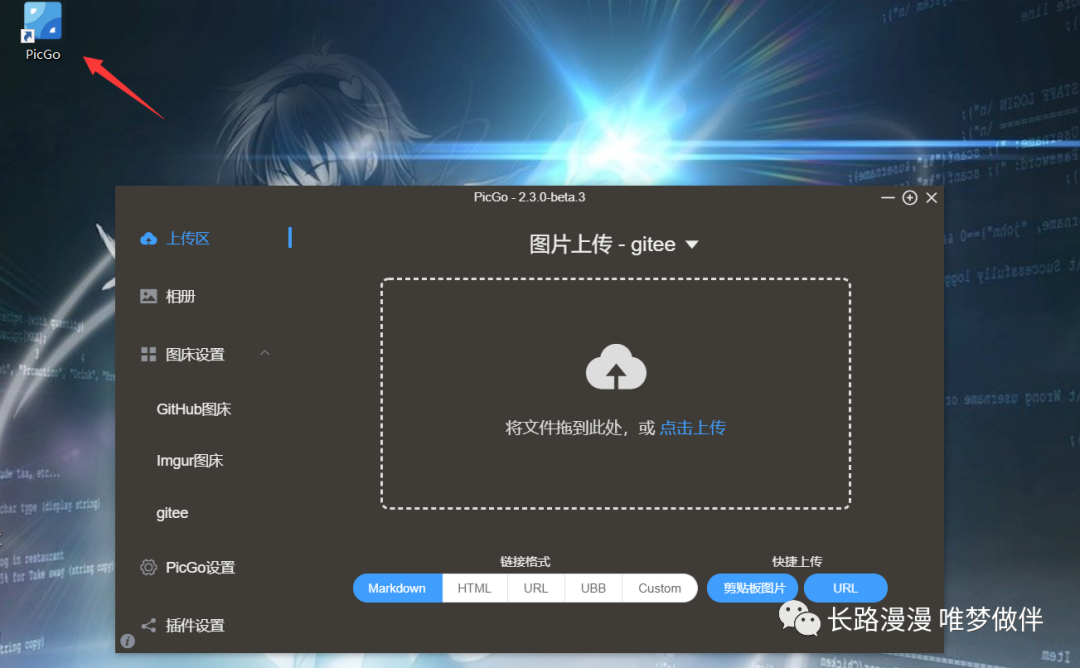 PicGo
PicGo - 2.3.0-beta.3
上传区
图片上传 - gitee
相册
图床设置
GitHub图床
Imgur图床
gitee
PicGo设置
插件设置
将文件拖到此处，或 点击上传
链接格式
快捷上传
Markdown HTML URL UBB Custom
剪贴板图片 URL
长路漫漫 唯梦做伴